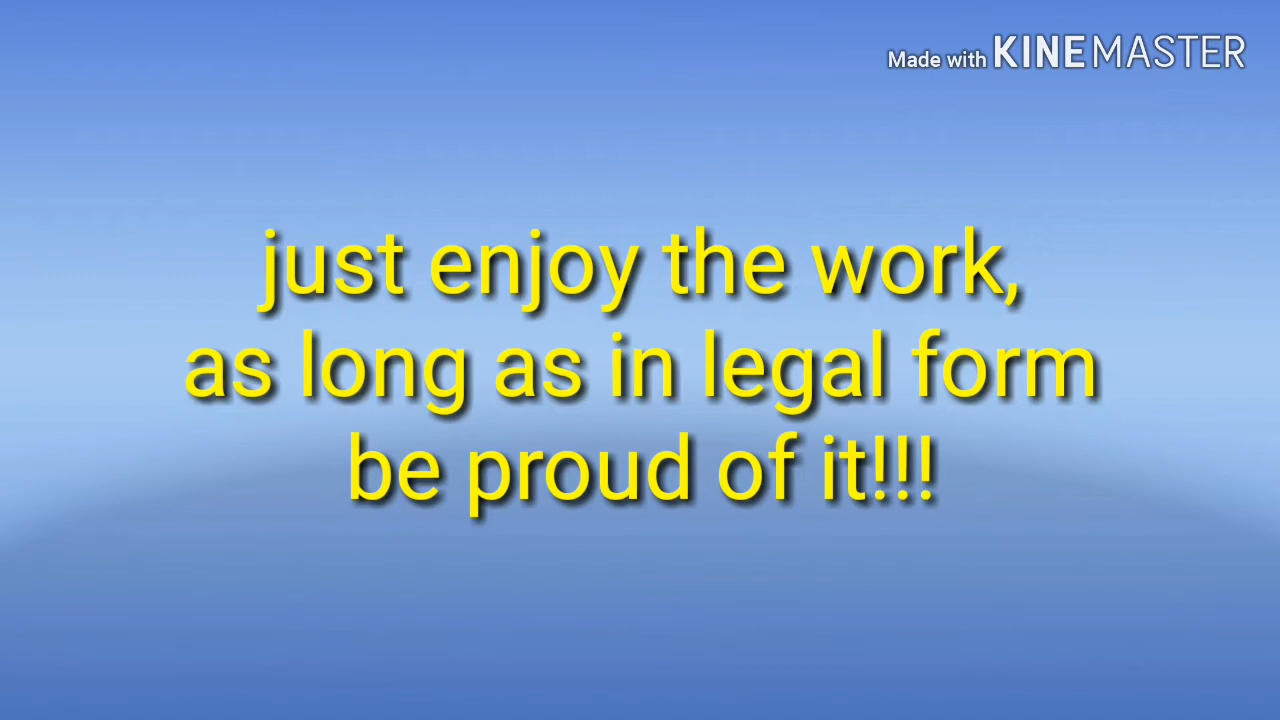 Made with KINEMASTER
just enjoy the work,
as long as in legal form
be proud of it!!!